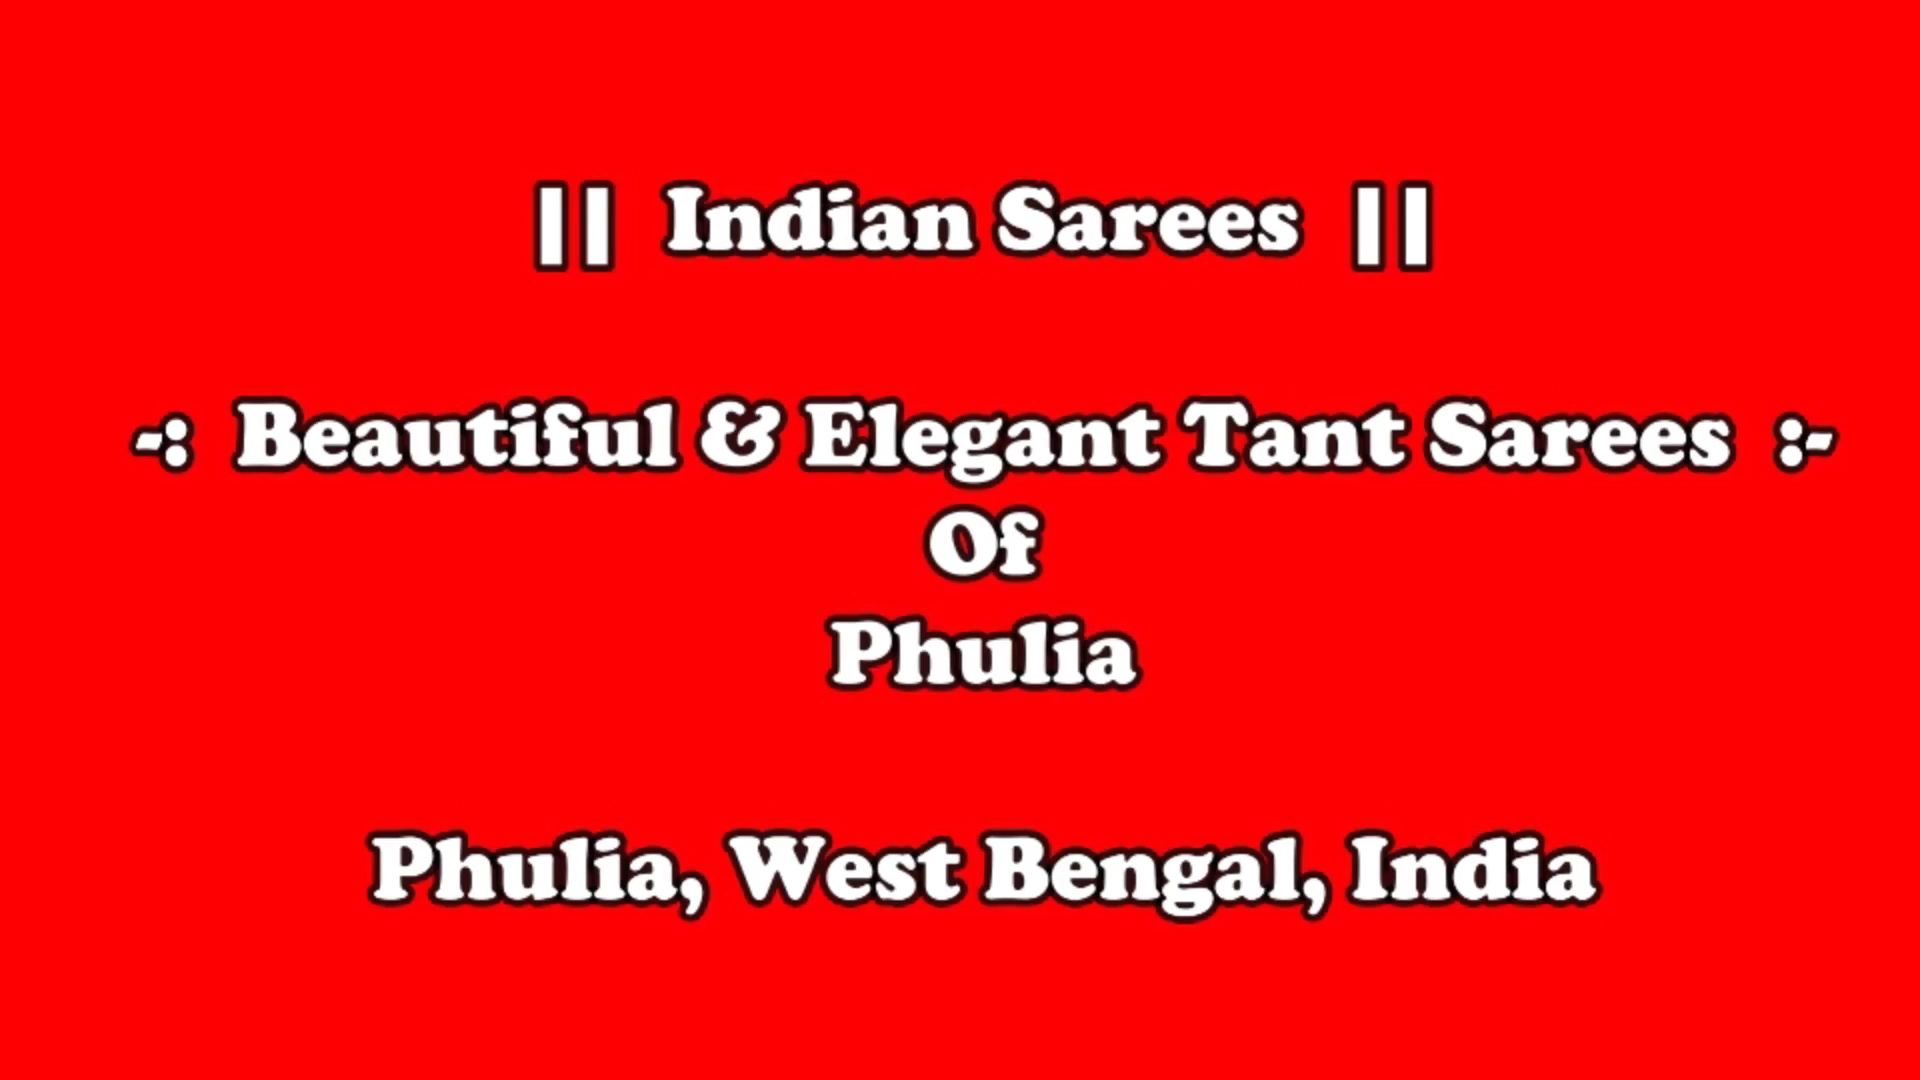 || Indian Sarees ||
-: Beautiful & Elegant Tant Sarees :-
Of
Phulia
Phulia, West Bengal, India